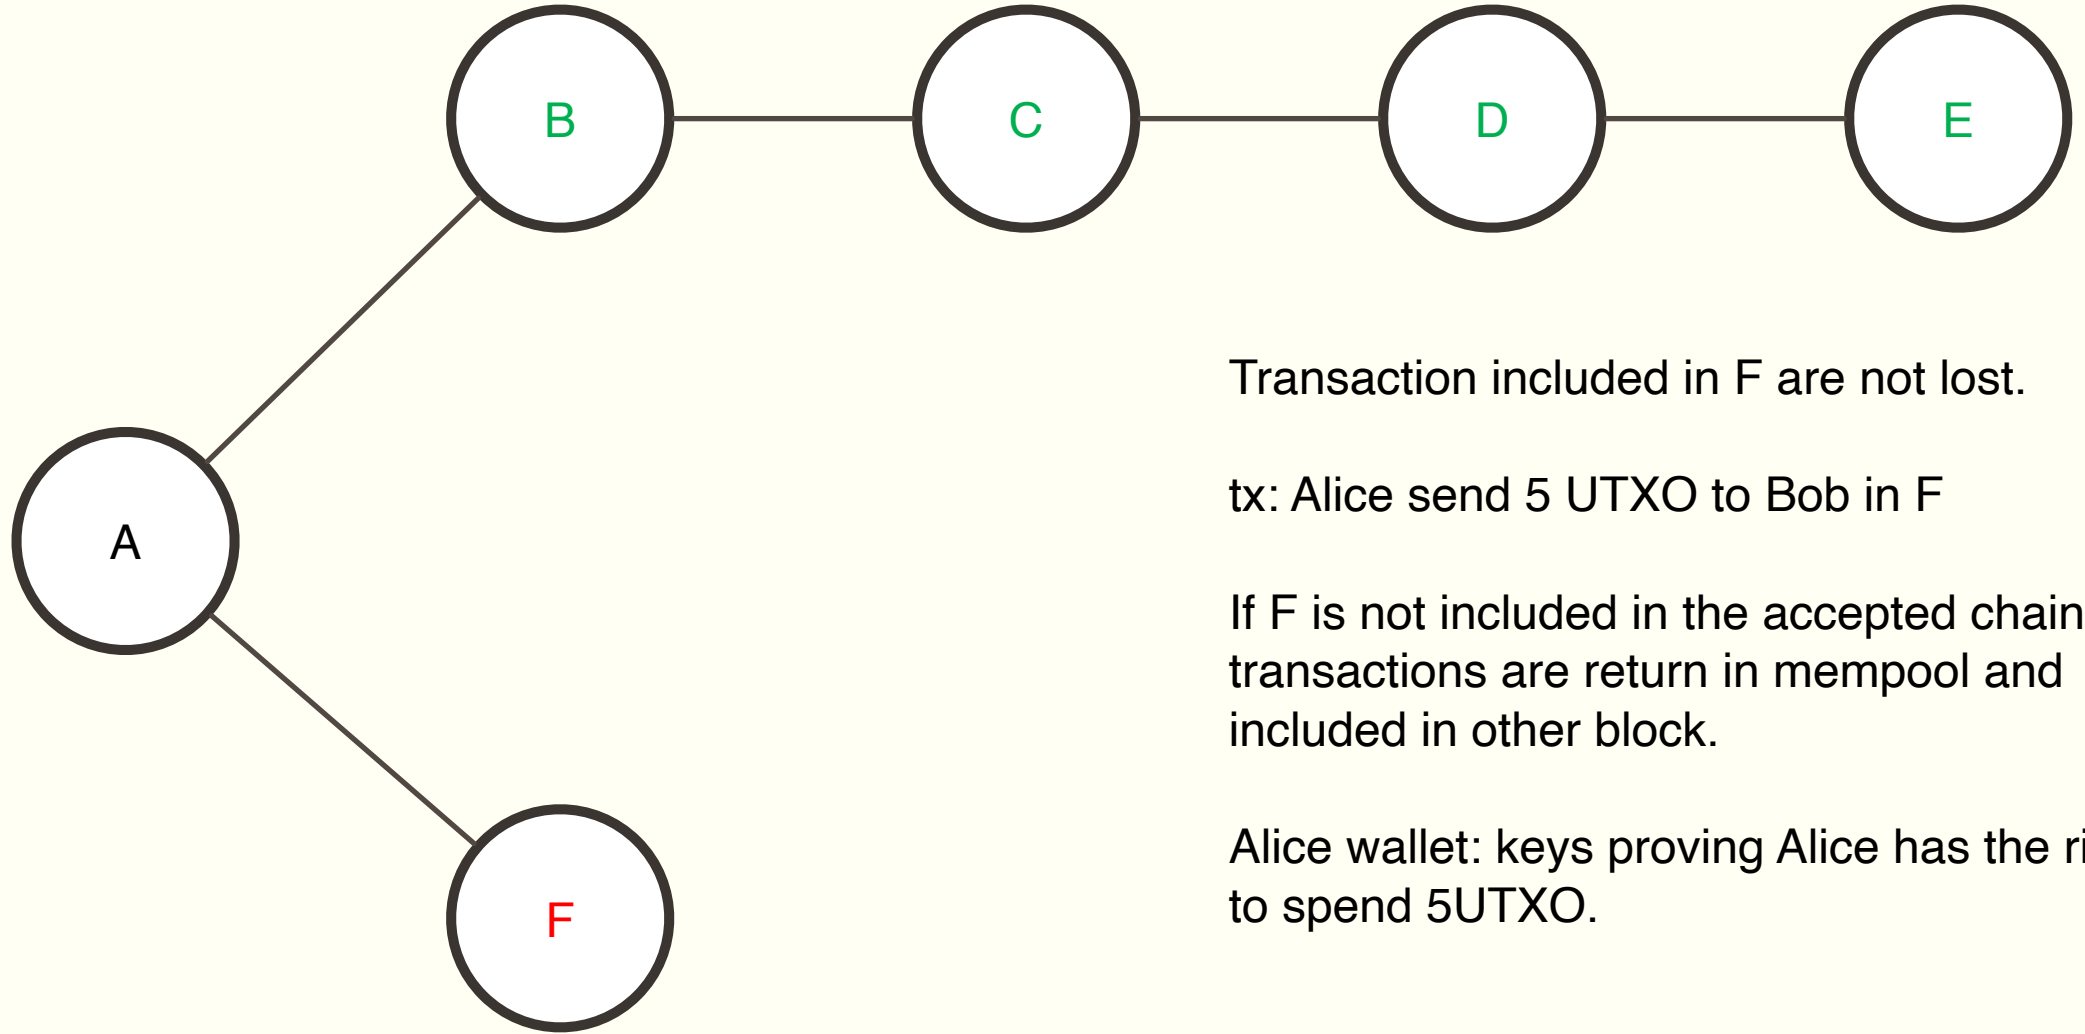 B
C
D
E
Transaction included in F are not lost.
tx: Alice send 5 UTXO to Bob in F
A
If F is not included in the accepted chain
transactions are return in mempool and
included in other block.
Alice wallet: keys proving Alice has the
to spend 5UTXO.
F